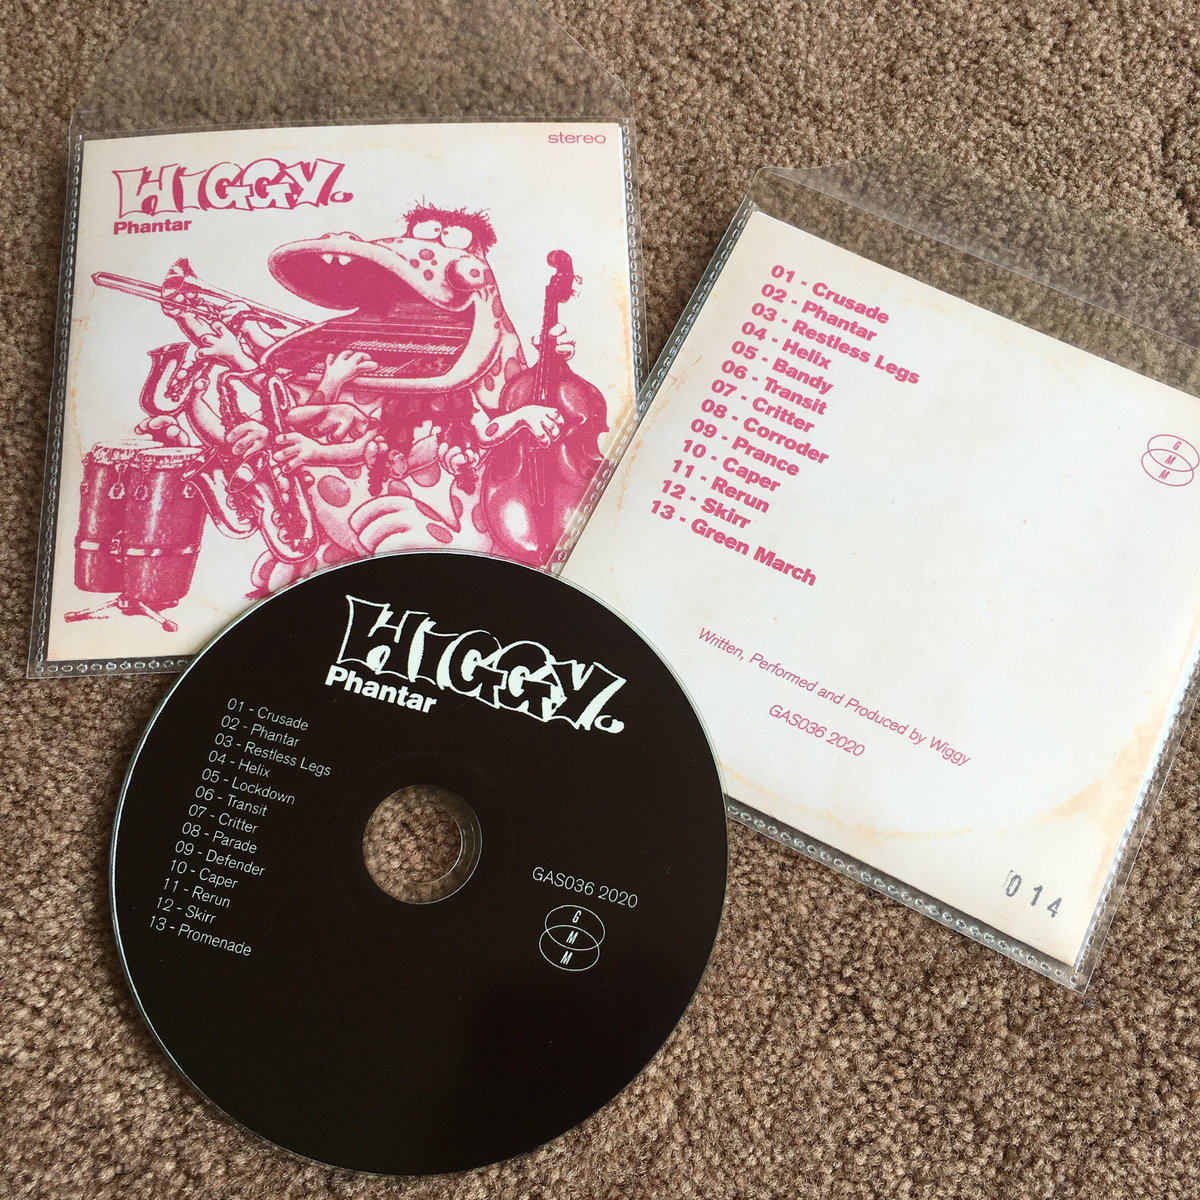 stereo
WIGGY.
Phantar
01 - Crusade
02 - Phantar
03 - Restless Legs
04 - Helix
05 - Bandy
06 - Transit
07 - Critter
08 - Corroder
09 - Prance
10 - Caper
11 - Rerun
12 - Skirr
13 - Green March
G
M
M
Written, Performed and Produced by Wiggy
GAS036 2020
014
WIGGY.
Phantar
01 - Crusade
02 - Phantar
03 - Restless Legs
04 - Helix
05 - Lockdown
06 - Transit
07 - Critter
08 - Parade
09 - Defender
10 - Caper
11 - Rerun
12 - Skirr
13 - Promenade
GAS036 2020
G
M
M